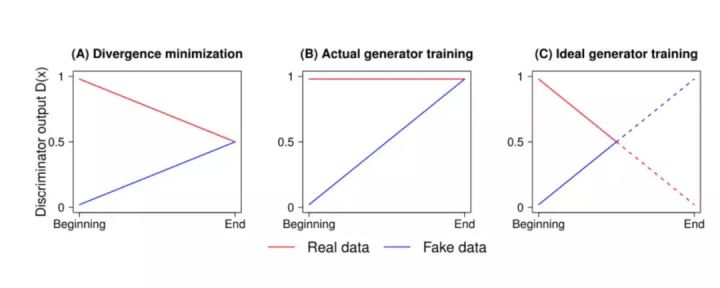 (A) Divergence minimization
(B) Actual generator training
(C) Ideal generator training
Discriminator output D(x)
1
0.5
0
Beginning
End
1
0.5
0
Beginning
End
1
0.5
0
Beginning
End
Real data
Fake data